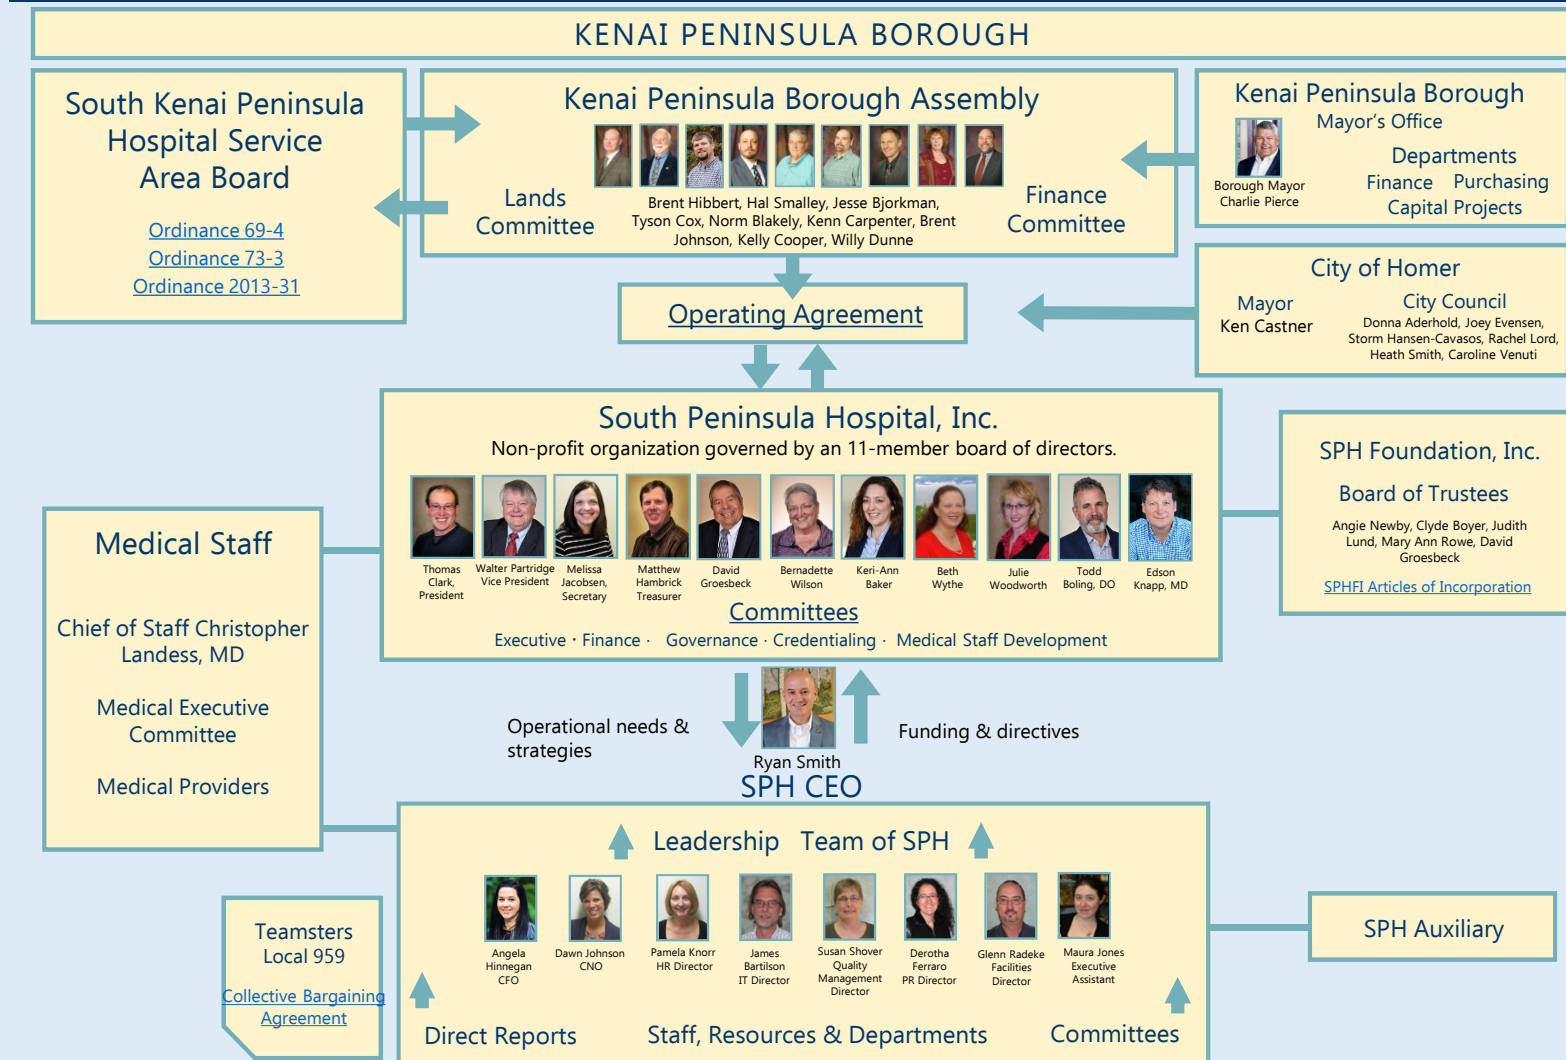 KENAI PENINSULA BOROUGH
South Kenai Peninsula
Hospital Service
Area Board
Ordinance 69-4
Ordinance 73-3
Ordinance 2013-31
Kenai Peninsula Borough Assembly
Lands
Committee
Brent Hibbert, Hal Smalley, Jesse Bjorkman,
Tyson Cox, Norm Blakely, Kenn Carpenter, Brent
Johnson, Kelly Cooper, Willy Dunne
Finance
Committee
Kenai Peninsula Borough
Mayor's Office
Borough Mayor
Charlie Pierce
Departments
Finance Purchasing
Capital Projects
City of Homer
Mayor
Ken Castner
City Council
Donna Aderhold, Joey Evensen,
Storm Hansen-Cavasos, Rachel Lord,
Heath Smith, Caroline Venuti
Operating Agreement
South Peninsula Hospital, Inc.
Non-profit organization governed by an 11-member board of directors.
Thomas
Clark,
President
Walter Partridge
Vice President
Melissa
Jacobsen,
Secretary
Matthew
Hambrick
Treasurer
David
Groesbeck
Bernadette
Wilson
Keri-Ann
Baker
Beth
Wythe
Julie
Woodworth
Todd
Boling, DO
Edson
Knapp, MD
Committees
Executive · Finance · Governance · Credentialing · Medical Staff Development
SPH Foundation, Inc.
Board of Trustees
Angie Newby, Clyde Boyer, Judith
Lund, Mary Ann Rowe, David
Groesbeck
SPHFI Articles of Incorporation
Medical Staff
Chief of Staff Christopher
Landess, MD
Medical Executive
Committee
Medical Providers
Operational needs &
strategies
Funding & directives
Ryan Smith
SPH CEO
Leadership Team of SPH
Angela
Hinnegan
CFO
Dawn Johnson
CNO
Pamela Knorr
HR Director
James
Bartilson
IT Director
Susan Shover
Quality
Management
Director
Derotha
Ferraro
PR Director
Glenn Radeke
Facilities
Director
Maura Jones
Executive
Assistant
Direct Reports
Staff, Resources & Departments
Committees
Teamsters
Local 959
Collective Bargaining
Agreement
SPH Auxiliary